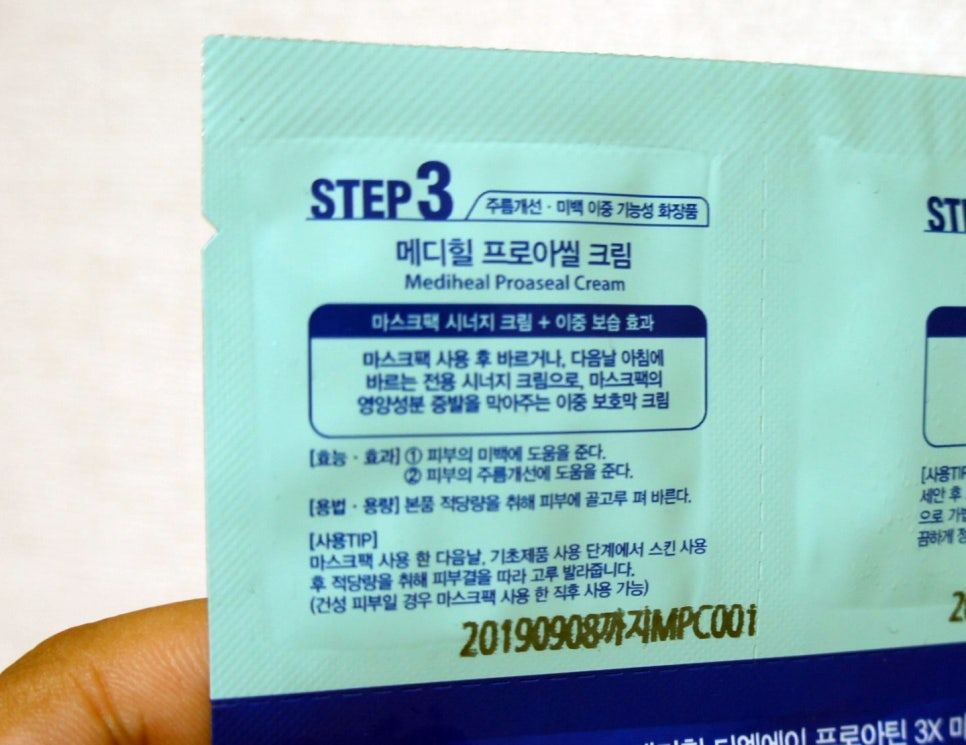 STEP3
주름개선 · 미백 이중 기능성 화장품
메디힐 프로아씰 크림
Mediheal Proaseal Cream
마스크팩 시너지 크림 + 이중 보습 효과
마스크팩 사용 후 바르거나, 다음날 아침에
바르는 전용 시너지 크림으로, 마스크팩의
영양성분 증발을 막아주는 이중 보호막 크림
[효능 · 효과] ① 피부의 미백에 도움을 준다.
② 피부의 주름개선에 도움을 준다.
[용법 · 용량] 본품 적당량을 취해 피부에 골고루 펴 바른다.
[사용TIP]
마스크팩 사용 한 다음날, 기초제품 사용 단계에서 스킨 사용
후 적당량을 취해 피부결을 따라 고루 발라줍니다.
(건성 피부일 경우 마스크팩 사용 한 직후 사용 가능)
20190908까지MPC001
[사용TIP
세안 후
으로
프로아틴 3X